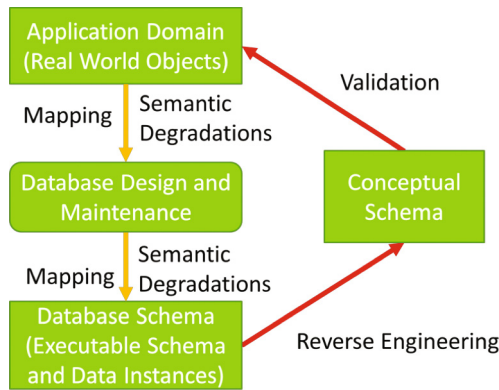 Application Domain
(Real World Objects)
Mapping
Semantic
Degradations
Validation
Database Design and
Maintenance
Conceptual
Schema
Mapping
Semantic
Degradations
Database Schema
(Executable Schema
and Data Instances)
Reverse Engineering